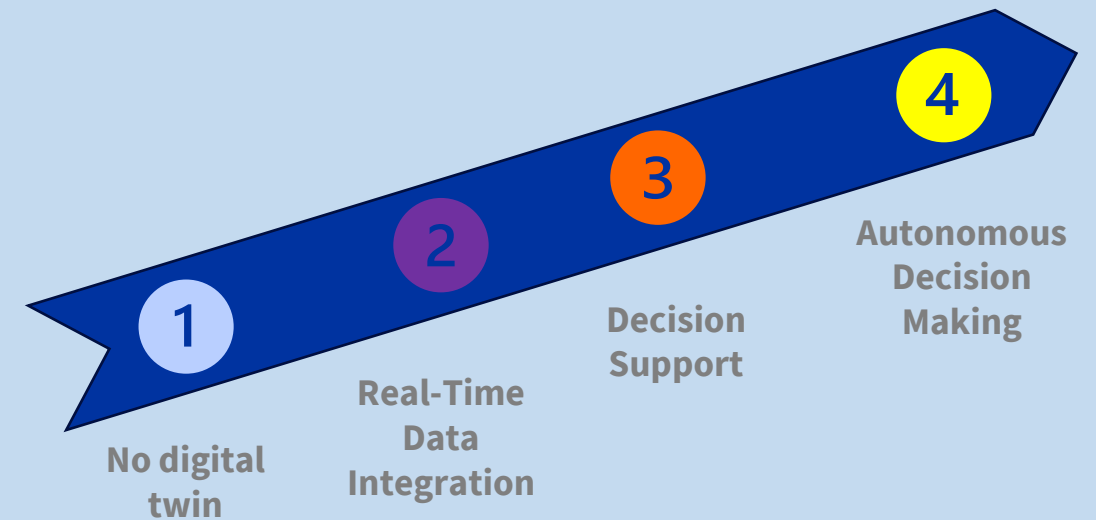 1
No digital
twin
2
Real-Time
Data
Integration
3
Decision
Support
4
Autonomous
Decision
Making